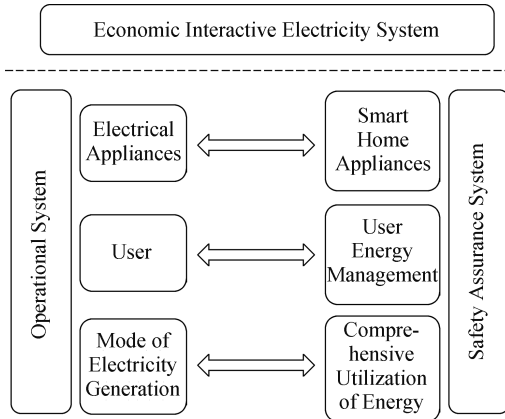 Economic Interactive Electricity System
Operational System
Electrical
Appliances
Smart
Home
Appliances
User
User
Energy
Management
Mode of
Electricity
Generation
Compre-
hensive
Utilization
of Energy
Safety Assurance System